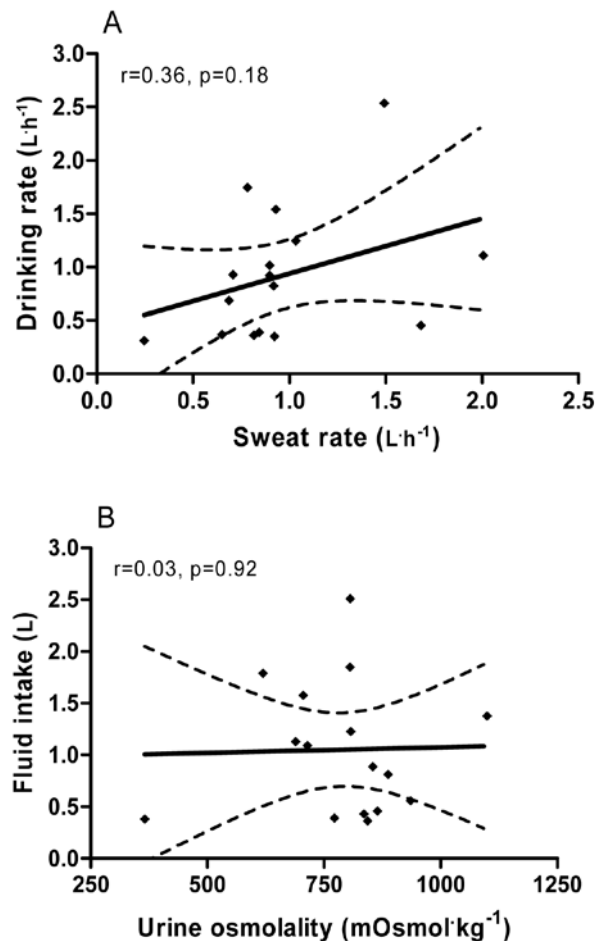 A
r=0.36, p=0.18
Drinking rate (L·h⁻¹)
3.0
2.5
2.0
1.5
1.0
0.5
0.0
0.0 0.5 1.0 1.5 2.0 2.5
Sweat rate (L·h⁻¹)
B
r=0.03, p=0.92
Fluid intake (L)
3.0
2.5
2.0
1.5
1.0
0.5
0.0
250 500 750 1000 1250
Urine osmolality (mOsmol·kg⁻¹)